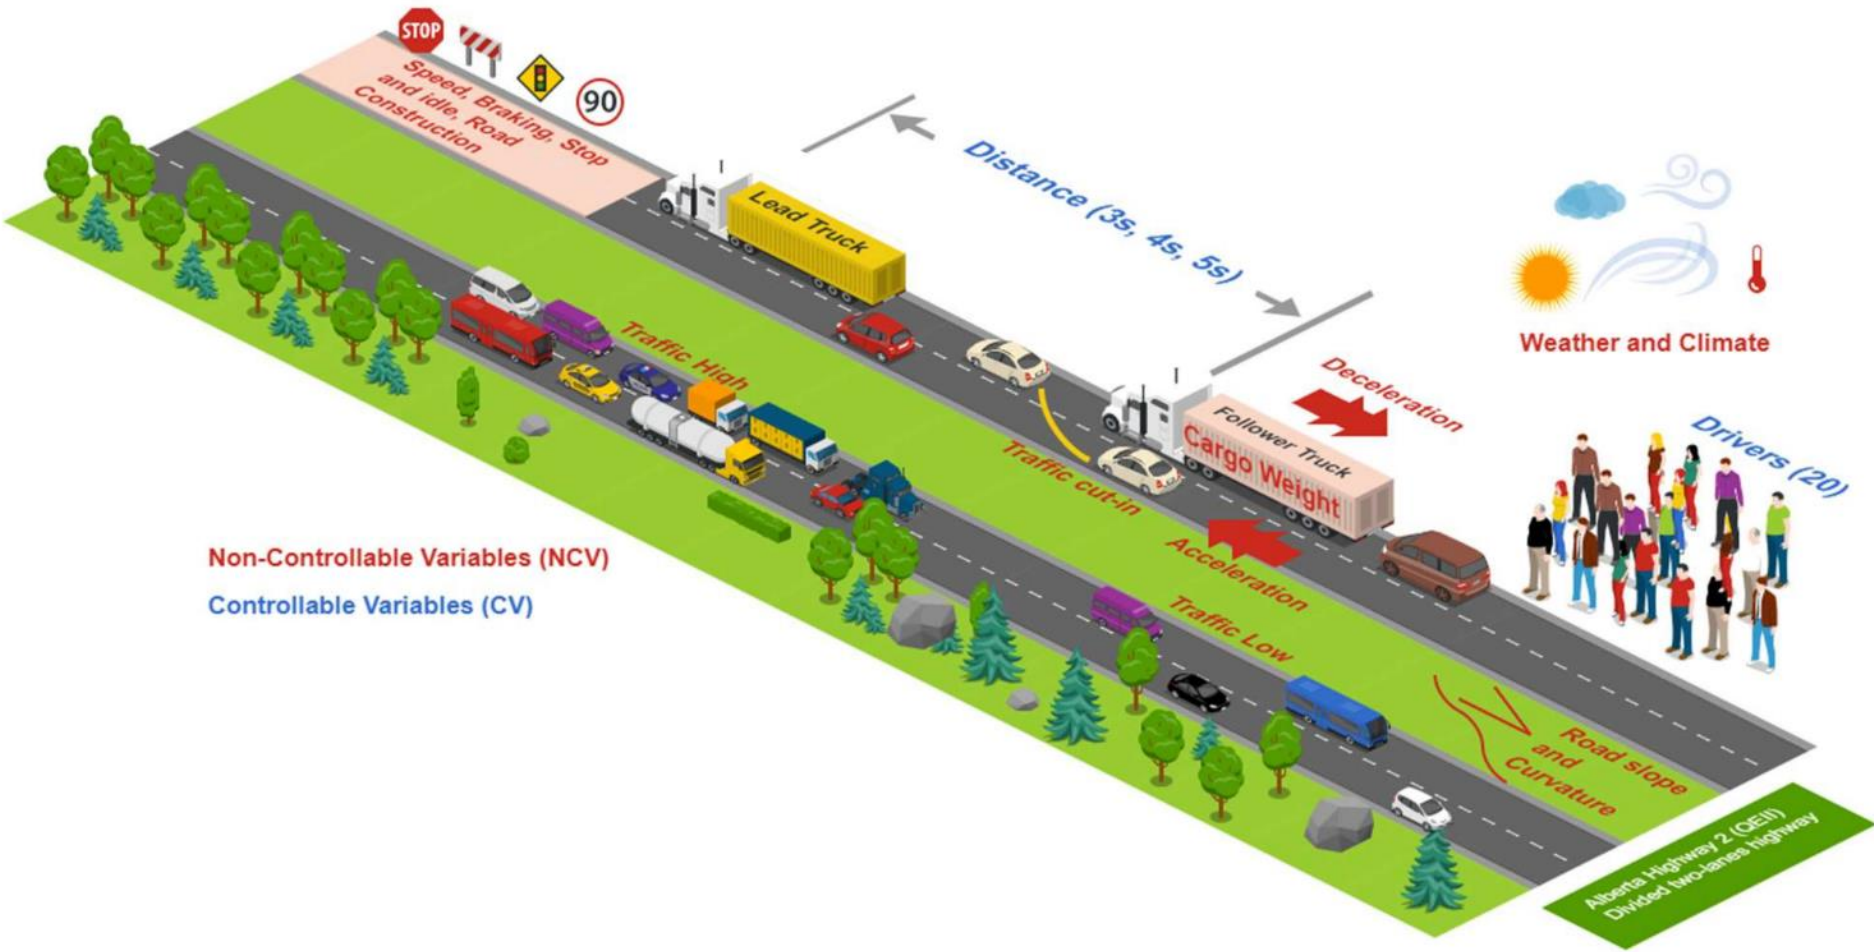 STOP
90
Speed, Braking, Stop
and idle, Road
Construction
Lead Truck
Distance (3s, 4s, 5s)
Weather and Climate
Traffic High
Deceleration
Follower Truck
Cargo Weight
Drivers (20)
Traffic cut-in
Acceleration
Non-Controllable Variables (NCV)
Controllable Variables (CV)
Traffic Low
Road slope
and
Curvature
Alberta Highway 2 (QEII)
Divided two-lanes highway